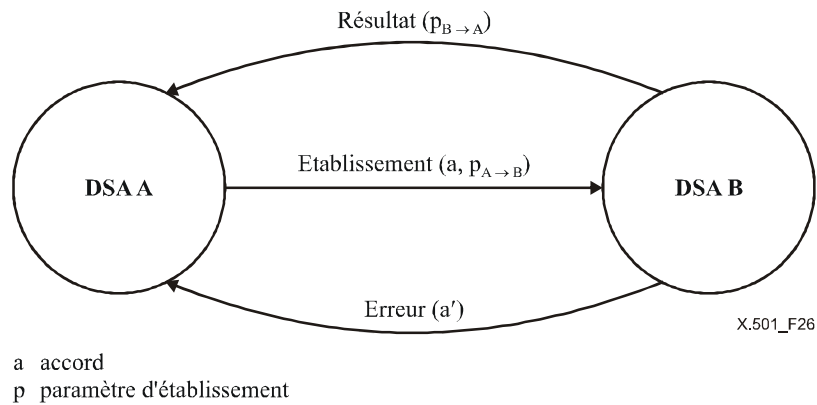 Résultat (pB→A)
Etablissement (a, pA→B)
DSA A
DSA B
Erreur (a′)
X.501_F26
a accord
p paramètre d'établissement